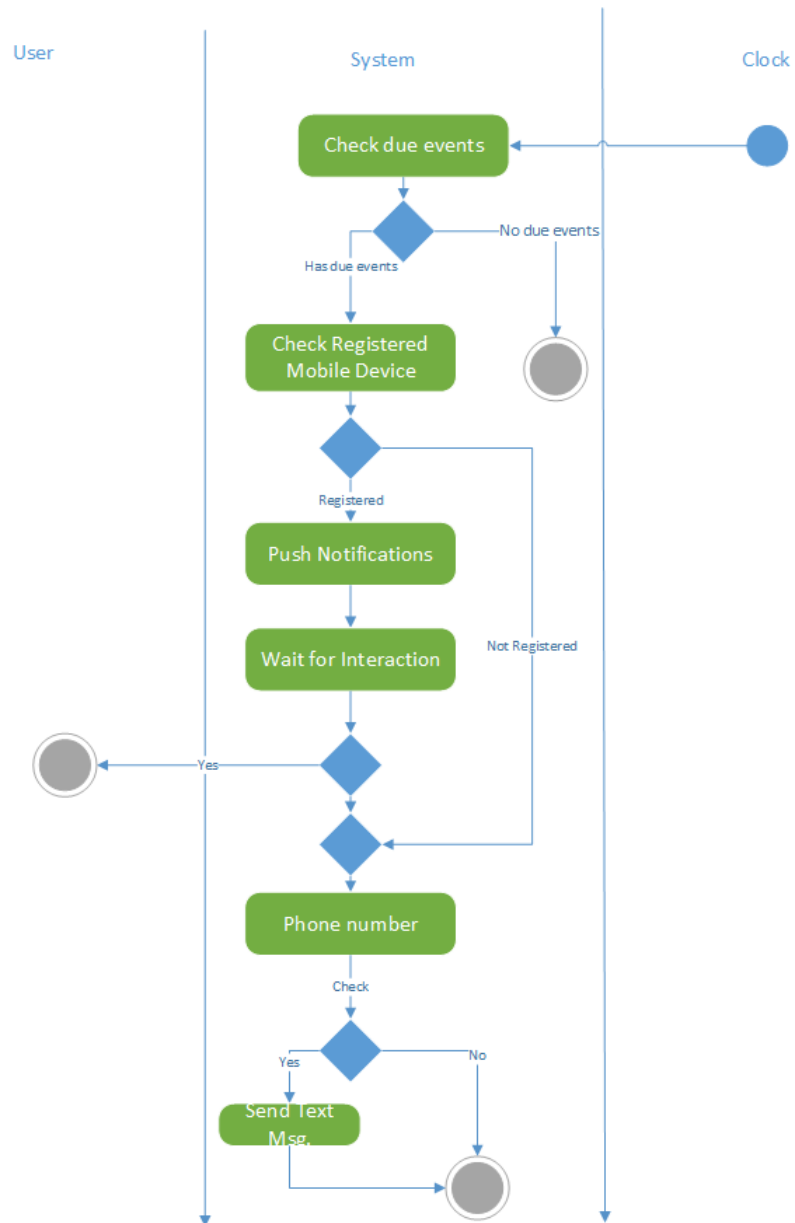 User
System
Clock
Check due events
No due events
Has due events
Check Registered
Mobile Device
Registered
Push Notifications
Not Registered
Wait for Interaction
Yes
Phone number
Check
Yes
No
Send Text
Msg.